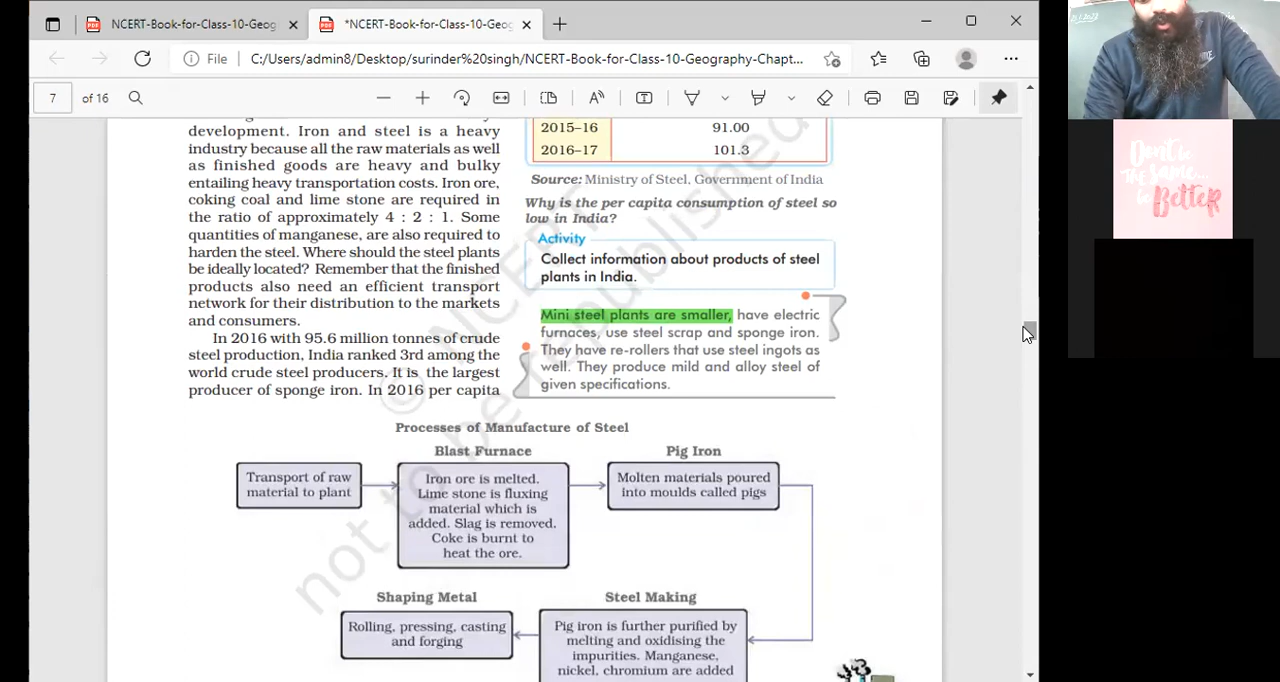 NCERT-Book-for-Class-10-Geog
*NCERT-Book-for-Class-10-Geog
File
C:/Users/admin8/Desktop/surinder%20singh/NCERT-Book-for-Class-10-Geography-Chapt...
7
of 16
development. Iron and steel is a heavy
industry because all the raw materials as well
as finished goods are heavy and bulky
entailing heavy transportation costs. Iron ore,
coking coal and lime stone are required in
the ratio of approximately 4 : 2 : 1. Some
quantities of manganese, are also required to
harden the steel. Where should the steel plants
be ideally located? Remember that the finished
products also need an efficient transport
network for their distribution to the markets
and consumers.
In 2016 with 95.6 million tonnes of crude
steel production, India ranked 3rd among the
world crude steel producers. It is the largest
producer of sponge iron. In 2016 per capita
2015–16 91.00
2016–17 101.3
Source: Ministry of Steel, Government of India
Why is the per capita consumption of steel so
low in India?
Activity
Collect information about products of steel
plants in India.
Mini steel plants are smaller, have electric
furnaces, use steel scrap and sponge iron.
They have re-rollers that use steel ingots as
well. They produce mild and alloy steel of
given specifications.
Processes of Manufacture of Steel
Transport of raw
material to plant
Blast Furnace
Iron ore is melted.
Lime stone is fluxing
material which is
added. Slag is removed.
Coke is burnt to
heat the ore.
Pig Iron
Molten materials poured
into moulds called pigs
Shaping Metal
Rolling, pressing, casting
and forging
Steel Making
Pig iron is further purified by
melting and oxidising the
impurities. Manganese,
nickel, chromium are added
© NCERT
not to be republished
Don't be
the same...
be
Better